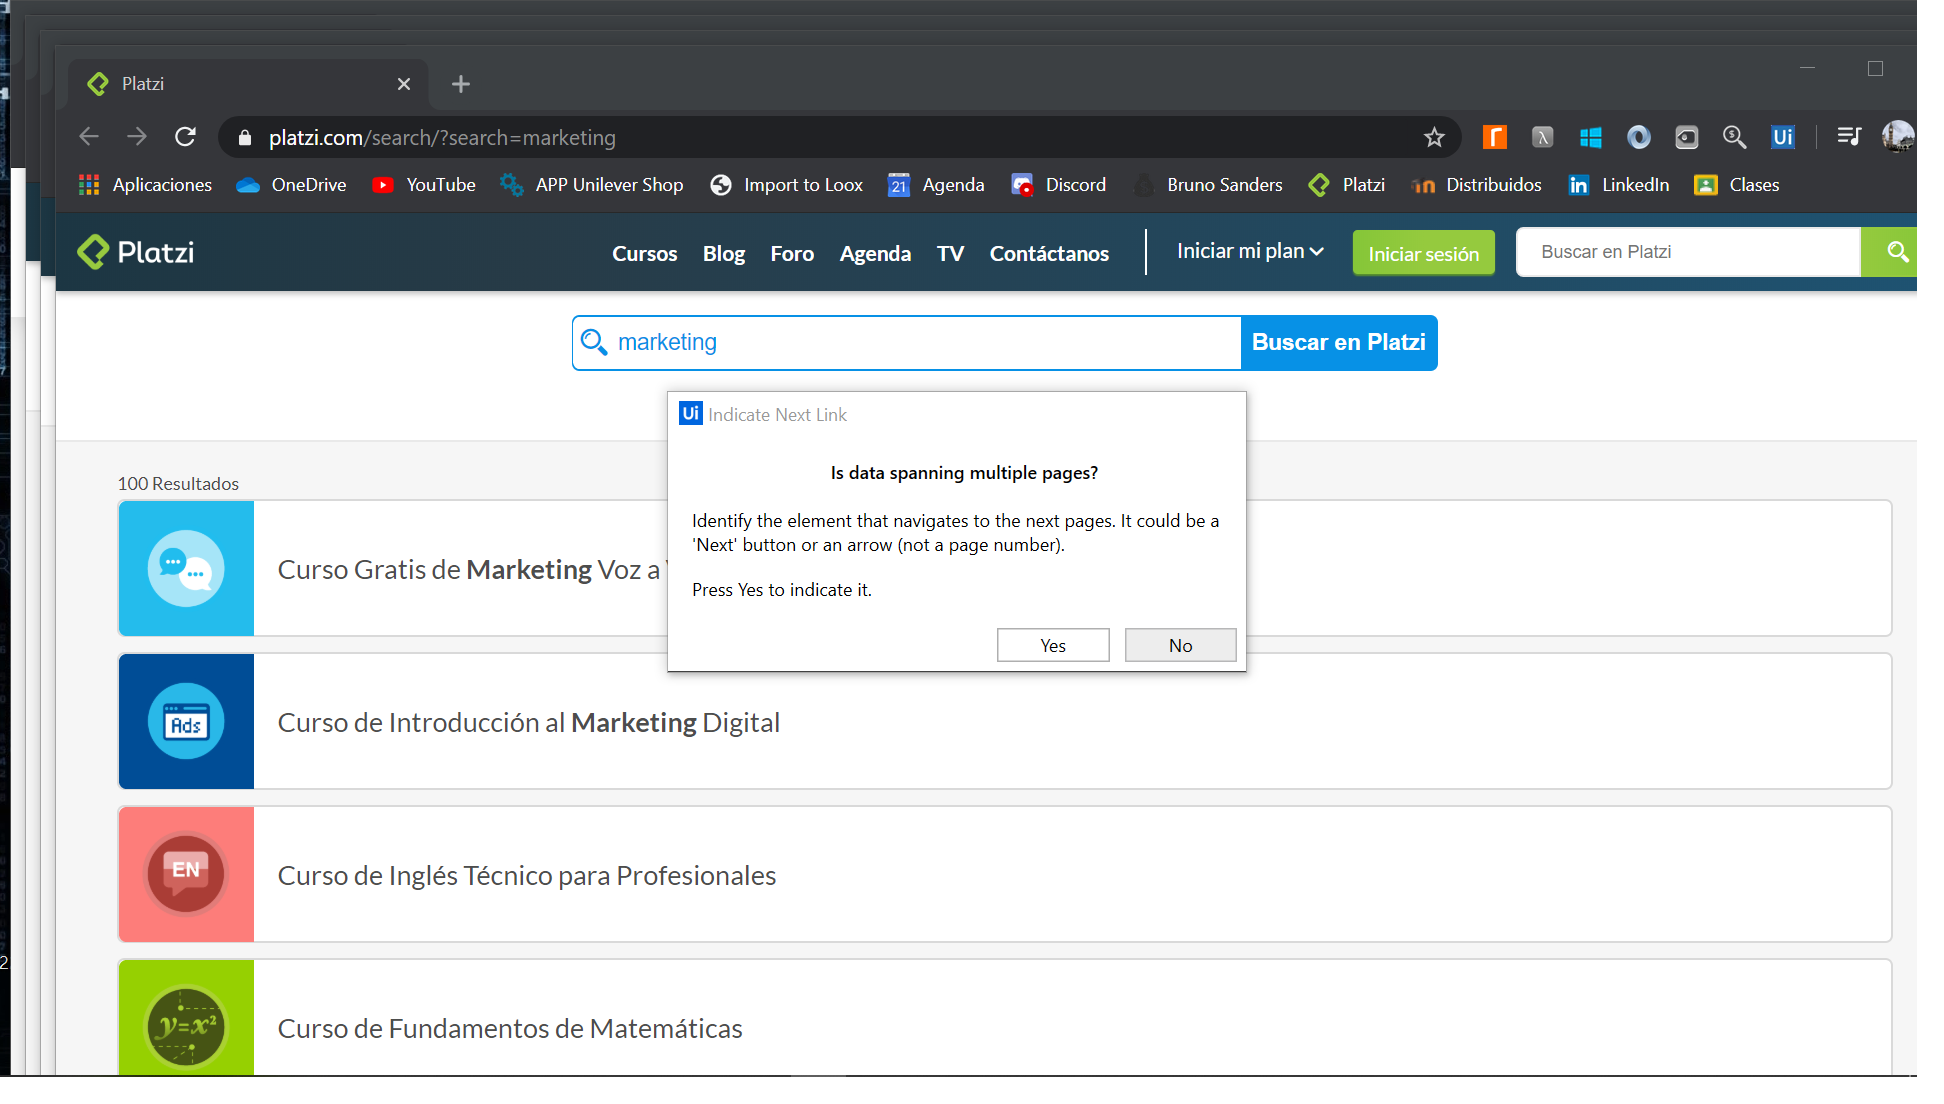 Platzi
platzi.com/search/?search=marketing
Ui
Aplicaciones OneDrive YouTube APP Unilever Shop Import to Loox 21 Agenda Discord Bruno Sanders Platzi Distribuidos in LinkedIn Clases
Platzi Cursos Blog Foro Agenda TV Contáctanos Iniciar mi plan Iniciar sesión Buscar en Platzi
marketing Buscar en Platzi
Ui Indicate Next Link
Is data spanning multiple pages?
Identify the element that navigates to the next pages. It could be a
'Next' button or an arrow (not a page number).
Press Yes to indicate it.
Yes No
100 Resultados
Curso Gratis de Marketing Voz a
Ads Curso de Introducción al Marketing Digital
EN Curso de Inglés Técnico para Profesionales
y=x² Curso de Fundamentos de Matemáticas